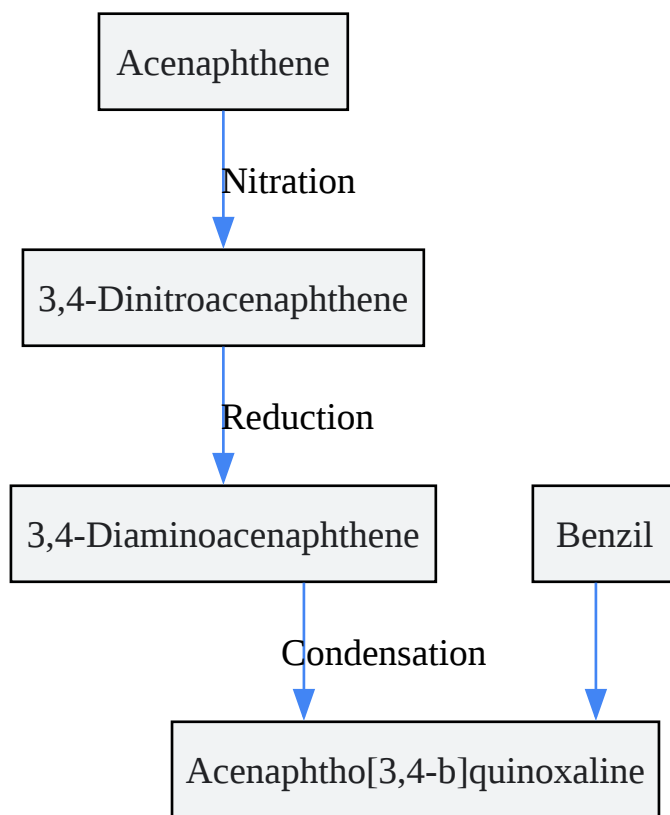 Acenaphthene
Nitration
3,4-Dinitroacenaphthene
Reduction
3,4-Diaminoacenaphthene
Benzil
Condensation
Acenaphtho[3,4-b]quinoxaline